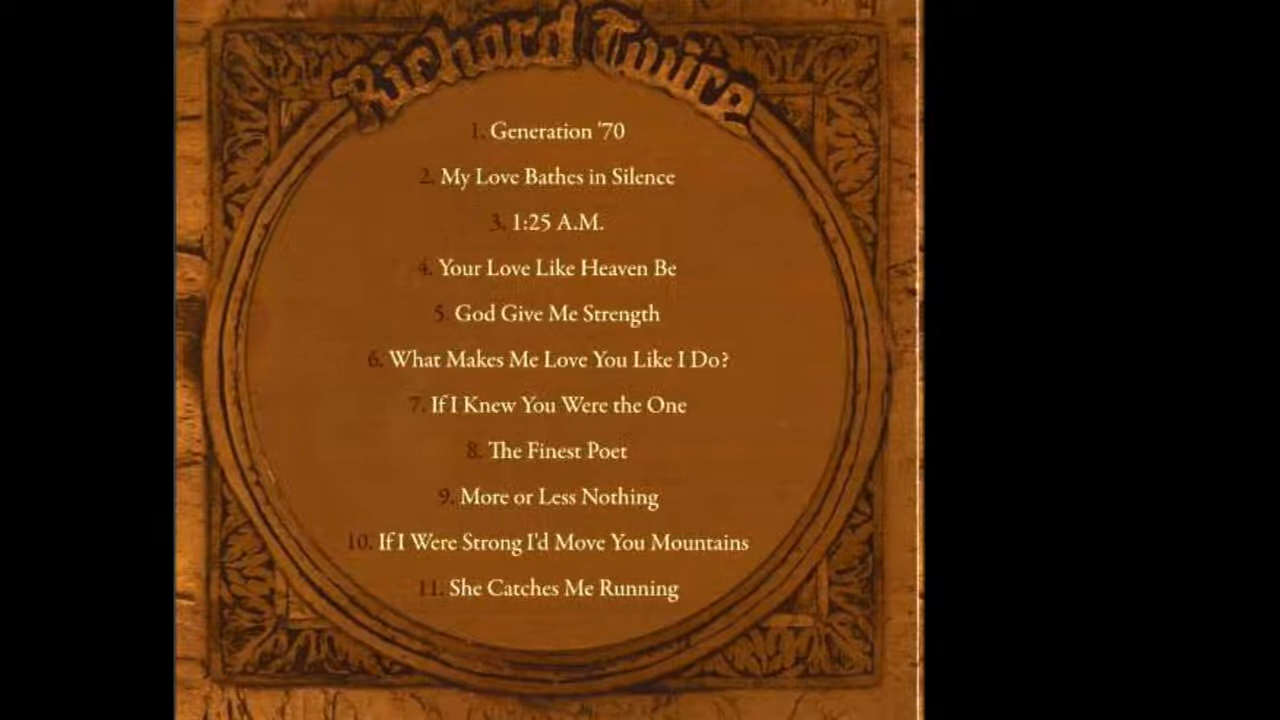 Richard Twice
1. Generation '70
2. My Love Bathes in Silence
3. 1:25 A.M.
4. Your Love Like Heaven Be
5. God Give Me Strength
6. What Makes Me Love You Like I Do?
7. If I Knew You Were the One
8. The Finest Poet
9. More or Less Nothing
10. If I Were Strong I'd Move You Mountains
11. She Catches Me Running